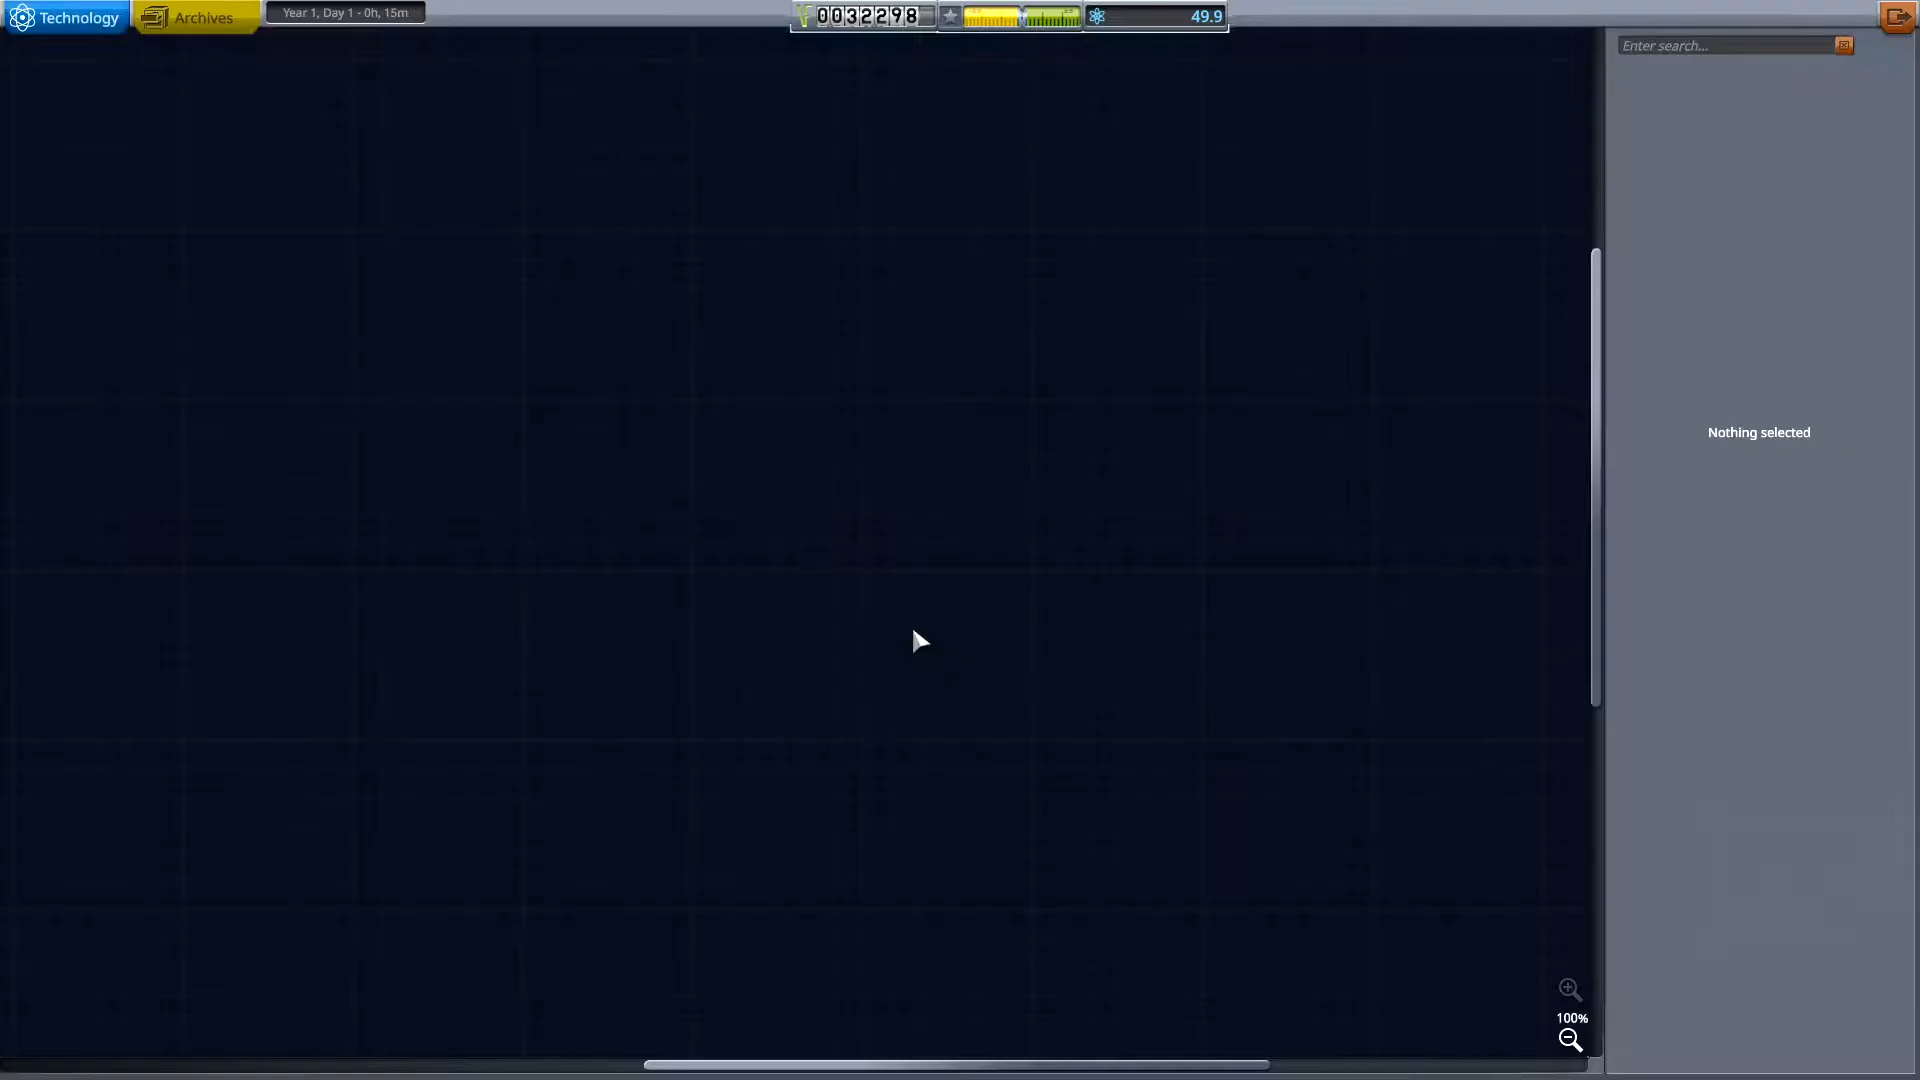 Technology
Archives
Year 1, Day 1 - 0h, 15m
0032298
49.9
Enter search...
Nothing selected
100%